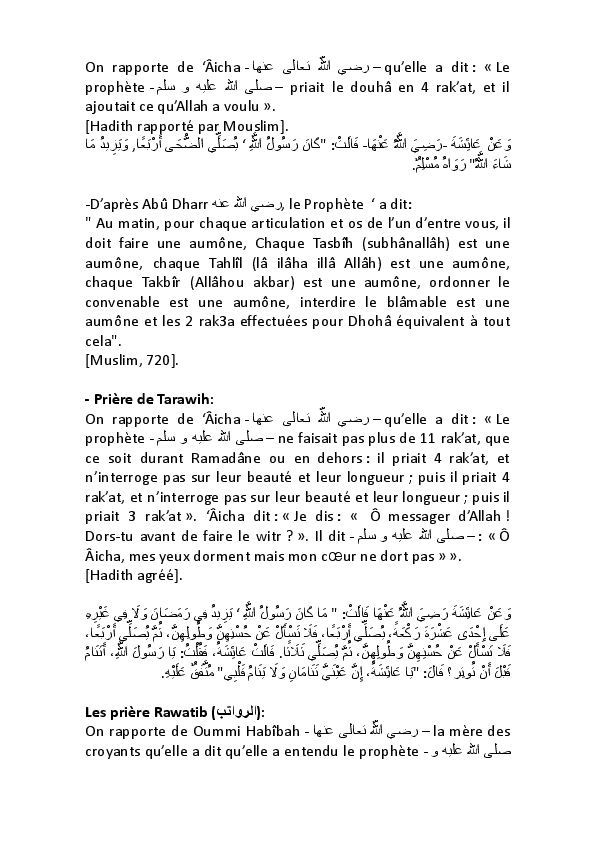 On rapporte de ‘Âicha - رضي الله تعالى عنها – qu’elle a dit : « Le
prophète - صلى الله عليه و سلم – priait le douhâ en 4 rak’at, et il
ajoutait ce qu’Allah a voulu ».
[Hadith rapporté par Mouslim].
وَعَنْ عَائِشَةَ -رَضِيَ اللَّهُ عَنْهَا- قَالَتْ: "كَانَ رَسُولُ اللَّهِ ‘ يُصَلِّي الضُّحَى أَرْبَعًا, وَيَزِيدُ مَا
شَاءَ اللَّهُ" رَوَاهُ مُسْلِمٌ.
-D’après Abû Dharr رضي الله عنه, le Prophète ‘ a dit:
" Au matin, pour chaque articulation et os de l’un d’entre vous, il
doit faire une aumône, Chaque Tasbîh (subhânallâh) est une
aumône, chaque Tahlîl (lâ ilâha illâ Allâh) est une aumône,
chaque Takbîr (Allâhou akbar) est une aumône, ordonner le
convenable est une aumône, interdire le blâmable est une
aumône et les 2 rak3a effectuées pour Dhohâ équivalent à tout
cela".
[Muslim, 720].
- Prière de Tarawih:
On rapporte de ‘Âicha - رضي الله تعالى عنها – qu’elle a dit : « Le
prophète - صلى الله عليه و سلم – ne faisait pas plus de 11 rak’at, que
ce soit durant Ramadâne ou en dehors : il priait 4 rak’at, et
n’interroge pas sur leur beauté et leur longueur ; puis il priait 4
rak’at, et n’interroge pas sur leur beauté et leur longueur ; puis il
priait 3 rak’at ». ‘Âicha dit : « Je dis : « Ô messager d’Allah !
Dors-tu avant de faire le witr ? ». Il dit - صلى الله عليه و سلم – : « Ô
Âicha, mes yeux dorment mais mon cœur ne dort pas » ».
[Hadith agréé].
وَعَنْ عَائِشَةَ رَضِيَ اللَّهُ عَنْهَا قَالَتْ: " مَا كَانَ رَسُولُ اللَّهِ ‘ يَزِيدُ فِي رَمَضَانَ وَلَا فِي غَيْرِهِ
عَلَى إِحْدَى عَشْرَةَ رَكْعَةً، يُصَلِّي أَرْبَعًا، فَلَا تَسْأَلْ عَنْ حُسْنِهِنَّ وَطُولِهِنَّ، ثُمَّ يُصَلِّي أَرْبَعًا،
فَلَا تَسْأَلْ عَنْ حُسْنِهِنَّ وَطُولِهِنَّ، ثُمَّ يُصَلِّي ثَلَاثًا. قَالَتْ عَائِشَةُ، فَقُلْتُ: يَا رَسُولَ اللَّهِ، أَتَنَامُ
قَبْلَ أَنْ تُوتِرَ ؟ قَالَ: "يَا عَائِشَةُ، إِنَّ عَيْنَيَّ تَنَامَانِ وَلَا يَنَامُ قَلْبِي" مُتَّفَقٌ عَلَيْهِ.
Les prière Rawatib (الرواتب):
On rapporte de Oummi Habîbah - رضي الله تعالى عنها – la mère des
croyants qu’elle a dit qu’elle a entendu le prophète - صلى الله عليه و